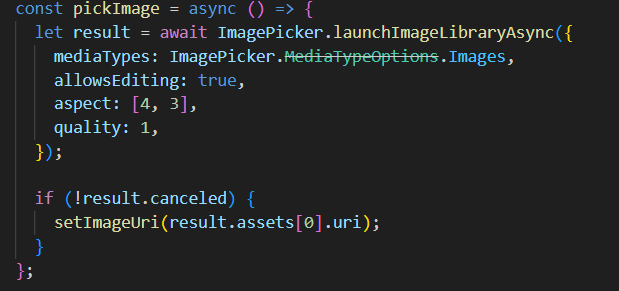 const pickImage = async () => {
  let result = await ImagePicker.launchImageLibraryAsync({
    mediaTypes: ImagePicker.MediaTypeOptions.Images,
    allowsEditing: true,
    aspect: [4, 3],
    quality: 1,
  });

  if (!result.canceled) {
    setImageUri(result.assets[0].uri);
  }
};